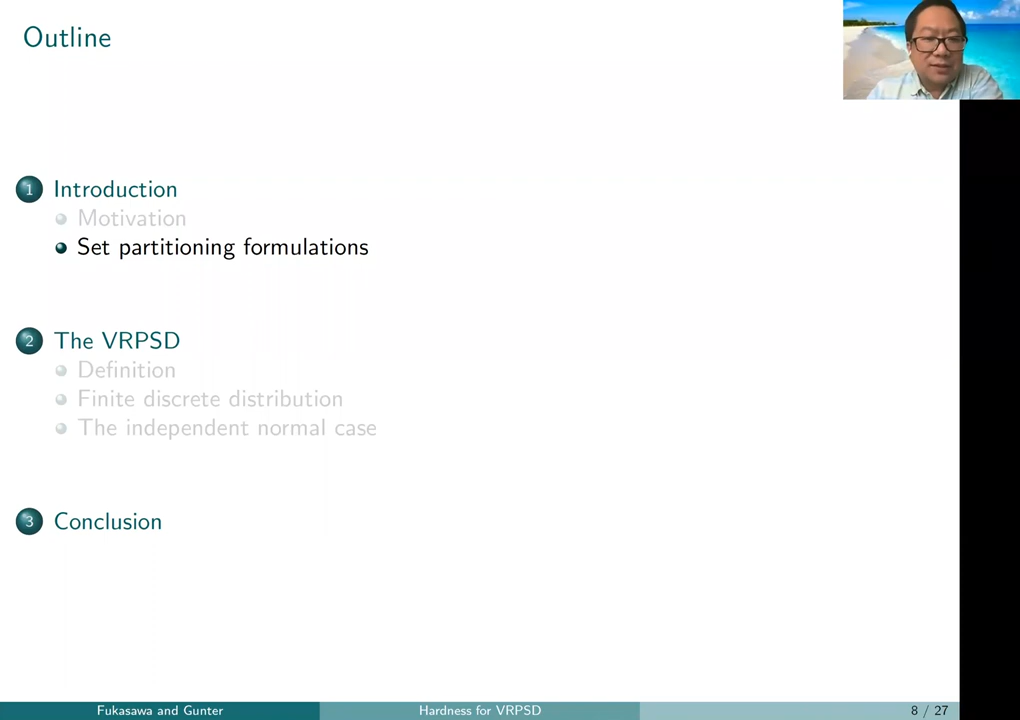 Outline
1 Introduction
Motivation
Set partitioning formulations
2 The VRPSD
Definition
Finite discrete distribution
The independent normal case
3 Conclusion
Fukasawa and Gunter
Hardness for VRPSD
8 / 27